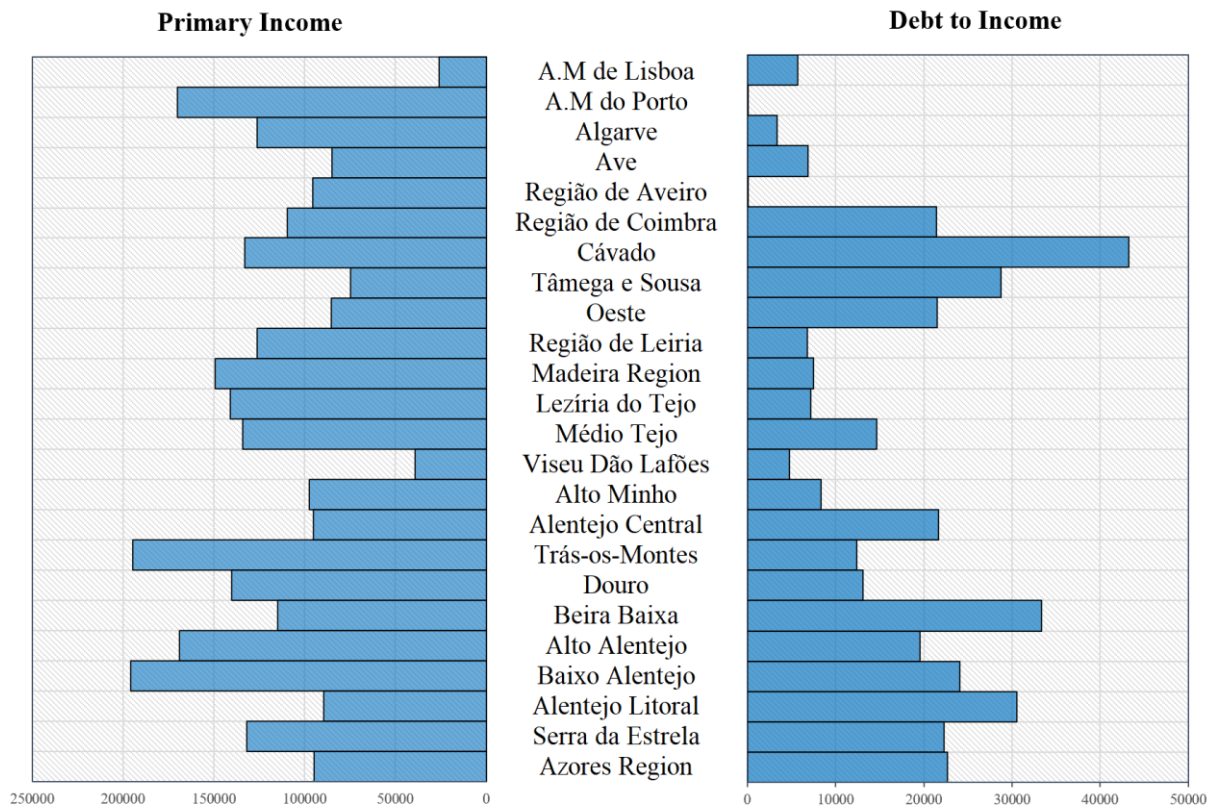 Primary Income
Debt to Income
A.M de Lisboa
A.M do Porto
Algarve
Ave
Região de Aveiro
Região de Coimbra
Cávado
Tâmega e Sousa
Oeste
Região de Leiria
Madeira Region
Lezíria do Tejo
Médio Tejo
Viseu Dão Lafões
Alto Minho
Alentejo Central
Trás-os-Montes
Douro
Beira Baixa
Alto Alentejo
Baixo Alentejo
Alentejo Litoral
Serra da Estrela
Azores Region
250000 200000 150000 100000 50000 0
0 10000 20000 30000 40000 50000